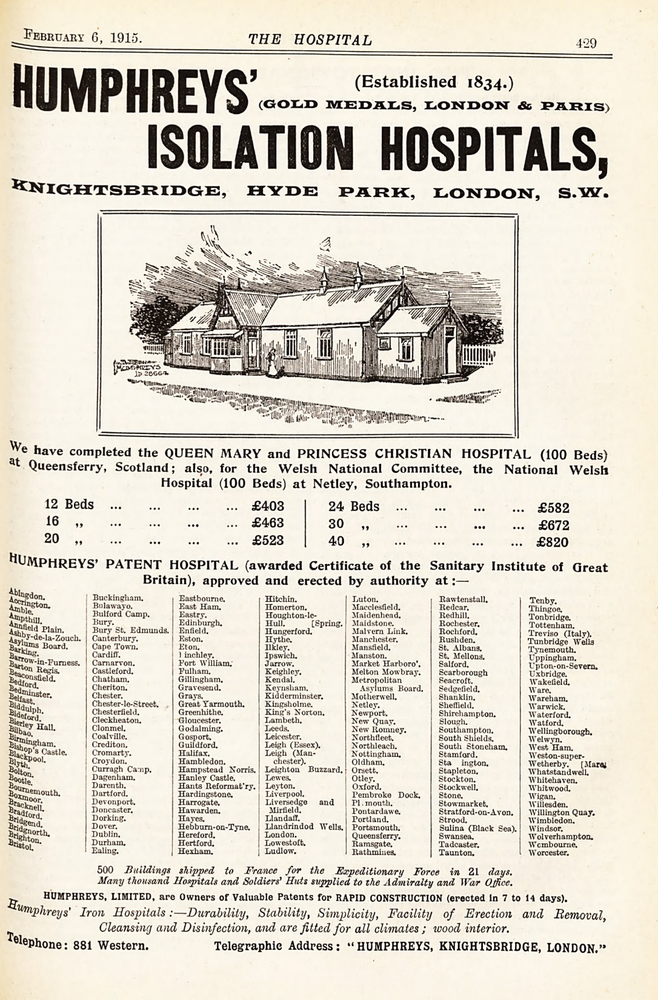 February 6, 1915. THE HOSPITAL 429
HUMPHREYS' (Established 1834.)
(GOLD MEDALS, LONDON & PARIS)
ISOLATION HOSPITALS,
KNIGHTSBRIDGE, HYDE PARK, LONDON, S.W.
HUMPHREYS
JD 28664
We have completed the QUEEN MARY and PRINCESS CHRISTIAN HOSPITAL (100 Beds)
at Queensferry, Scotland; also, for the Welsh National Committee, the National Welsh
Hospital (100 Beds) at Netley, Southampton.
12 Beds ... ... ... ... £403
16 ,, ... ... ... ... £463
20 ,, ... ... ... ... £523
24 Beds ... ... ... ... £582
30 ,, ... ... ... ... £672
40 ,, ... ... ... ... £820
HUMPHREYS' PATENT HOSPITAL (awarded Certificate of the Sanitary Institute of Great
Britain), approved and erected by authority at:—
Abingdon.
Accrington.
Amble.
Ampthill.
Annfield Plain.
Ashby-de-la-Zouch.
Asylums Board.
Barking.
Barrow-in-Furness.
Barton Regis.
Beaconsfield.
Bedford.
Bedminster.
Belfast.
Biddulph.
Bideford.
Bierley Hall.
Bilbao.
Birmingham.
Bishop's Castle.
Blackpool.
Blyth.
Bolton.
Bootle.
Bournemouth.
Boxmoor.
Bracknell.
Bradford.
Bridgend.
Bridgnorth.
Brighton.
Bristol.
Buckingham.
Bulawayo.
Bulford Camp.
Bury.
Bury St. Edmunds.
Canterbury.
Cape Town.
Cardiff.
Carnarvon.
Castleford.
Chatham.
Cheriton.
Chester.
Chester-le-Street.
Chesterfield.
Cleckheaton.
Clonmel.
Coalville.
Crediton.
Cromarty.
Croydon.
Curragh Camp.
Dagenham.
Darenth.
Dartford.
Devonport.
Doncaster.
Dorking.
Dover.
Dublin.
Durham.
Ealing.
Eastbourne.
East Ham.
Eastry.
Edinburgh.
Enfield.
Eston.
Eton.
Finchley.
Fort William.
Fulham.
Gillingham.
Gravesend.
Grays.
Great Yarmouth.
Greenhithe.
Gloucester.
Godalming.
Gosport.
Guildford.
Halifax.
Hambledon.
Hampstead Norris.
Hanley Castle.
Hants Reformat'ry.
Hardingstone.
Harrogate.
Hawarden.
Hayes.
Hebburn-on-Tyne.
Hereford.
Hertford.
Hexham.
Hitchin.
Homerton.
Houghton-le-
Hull. [Spring.
Hungerford.
Hythe.
Ilkley.
Ipswich.
Jarrow.
Keighley.
Kendal.
Keynsham.
Kidderminster.
Kingsholme.
King's Norton.
Lambeth.
Leeds.
Leicester.
Leigh (Essex).
Leigh (Man-
chester).
Leighton Buzzard.
Lewes.
Leyton.
Liverpool.
Liversedge and
Mirfield.
Llandaff.
Llandrindod Wells.
London.
Lowestoft.
Ludlow.
Luton.
Macclesfield.
Maidenhead.
Maidstone.
Malvern Link.
Manchester.
Mansfield.
Manston.
Market Harboro'.
Melton Mowbray.
Metropolitan
Asylums Board.
Motherwell.
Netley.
Newport.
New Quay.
New Romney.
Northfleet.
Northleach.
Nottingham.
Oldham.
Orsett.
Otley.
Oxford.
Pembroke Dock.
Pl.mouth.
Pontardawe.
Portland.
Portsmouth.
Queensferry.
Ramsgate.
Rathmines.
Rawtenstall.
Redcar.
Redhill.
Rochester.
Rochford.
Rushden.
St. Albans.
St. Mellons.
Salford.
Scarborough
Seacroft.
Sedgefield.
Shanklin.
Sheffield.
Shirehampton.
Slough.
Southampton.
South Shields.
South Stoneham.
Stamford.
Sta ington.
Stapleton.
Stockton.
Stockwell.
Stone.
Stowmarket.
Stratford-on-Avon.
Strood.
Sulina (Black Sea).
Swansea.
Tadcaster.
Taunton.
Tenby.
Thingoe.
Tonbridge.
Tottenham.
Treviso (Italy).
Tunbridge Wells
Tynemouth.
Uppingham.
Upton-on-Severn.
Uxbridge.
Wakefield.
Ware.
Wareham.
Warwick.
Waterford.
Watford.
Wellingborough.
Welwyn.
West Ham.
Weston-super-
Wetherby. [Mare
Whatstandwell.
Whitehaven.
Whitwood.
Wigan.
Willesden.
Willington Quay.
Wimbledon.
Windsor.
Wolverhampton.
Wombourne.
Worcester.
500 Buildings shipped to France for the Expeditionary Force in 21 days.
Many thousand Hospitals and Soldiers' Huts supplied to the Admiralty and War Office.
HUMPHREYS, LIMITED, are Owners of Valuable Patents for RAPID CONSTRUCTION (erected in 7 to 14 days).
Humphreys' Iron Hospitals:—Durability, Stability, Simplicity, Facility of Erection and Removal,
Cleansing and Disinfection, and are fitted for all climates; wood interior.
Telephone: 881 Western. Telegraphic Address: "HUMPHREYS, KNIGHTSBRIDGE, LONDON."